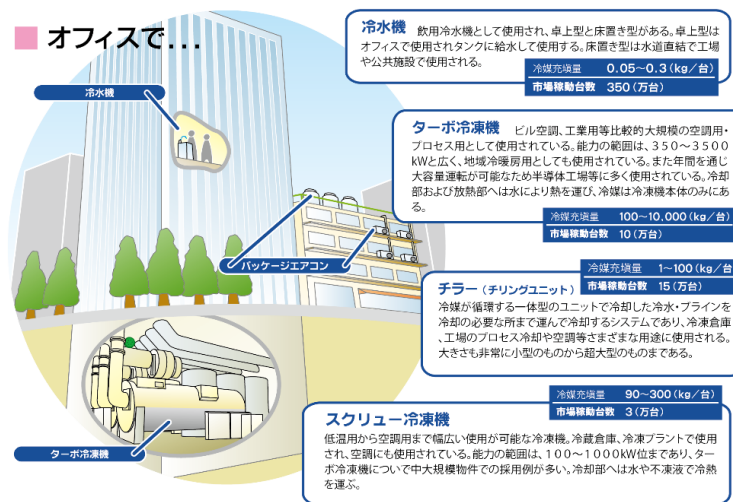 ■ オフィスで...
冷水機
パッケージエアコン
ターボ冷凍機
冷水機 飲用冷水機として使用され、卓上型と床置き型がある。卓上型は
オフィスで使用されタンクに給水して使用する。床置き型は水道直結で工場
や公共施設で使用される。
冷媒充塡量 0.05~0.3(kg/台)
市場稼動台数 350(万台)
ターボ冷凍機 ビル空調、工業用等比較的大規模の空調用・
プロセス用として使用されている。能力の範囲は、350~3500
kWと広く、地域冷暖房用としても使用されている。また年間を通じ
大容量運転が可能なため半導体工場等に多く使用されている。冷却
部および放熱部へは水により熱を運び、冷媒は冷凍機本体のみにあ
る。
冷媒充塡量 100~10,000(kg/台)
市場稼動台数 10(万台)
冷媒充塡量 1~100(kg/台)
市場稼動台数 15(万台)
チラー(チリングユニット)
冷媒が循環する一体型のユニットで冷却した冷水・ブラインを
冷却の必要な所まで運んで冷却するシステムであり、冷凍倉庫
、工場のプロセス冷却や空調等さまざまな用途に使用される。
大きさも非常に小型のものから超大型のものまである。
冷媒充塡量 90~300(kg/台)
市場稼動台数 3(万台)
スクリュー冷凍機
低温用から空調用まで幅広い使用が可能な冷凍機。冷蔵倉庫、冷凍プラントで使用
され、空調にも使用されている。能力の範囲は、100~1000kW位まであり、ター
ボ冷凍機について中大規模物件での採用例が多い。冷却部へは水や不凍液で冷熱
を運ぶ。